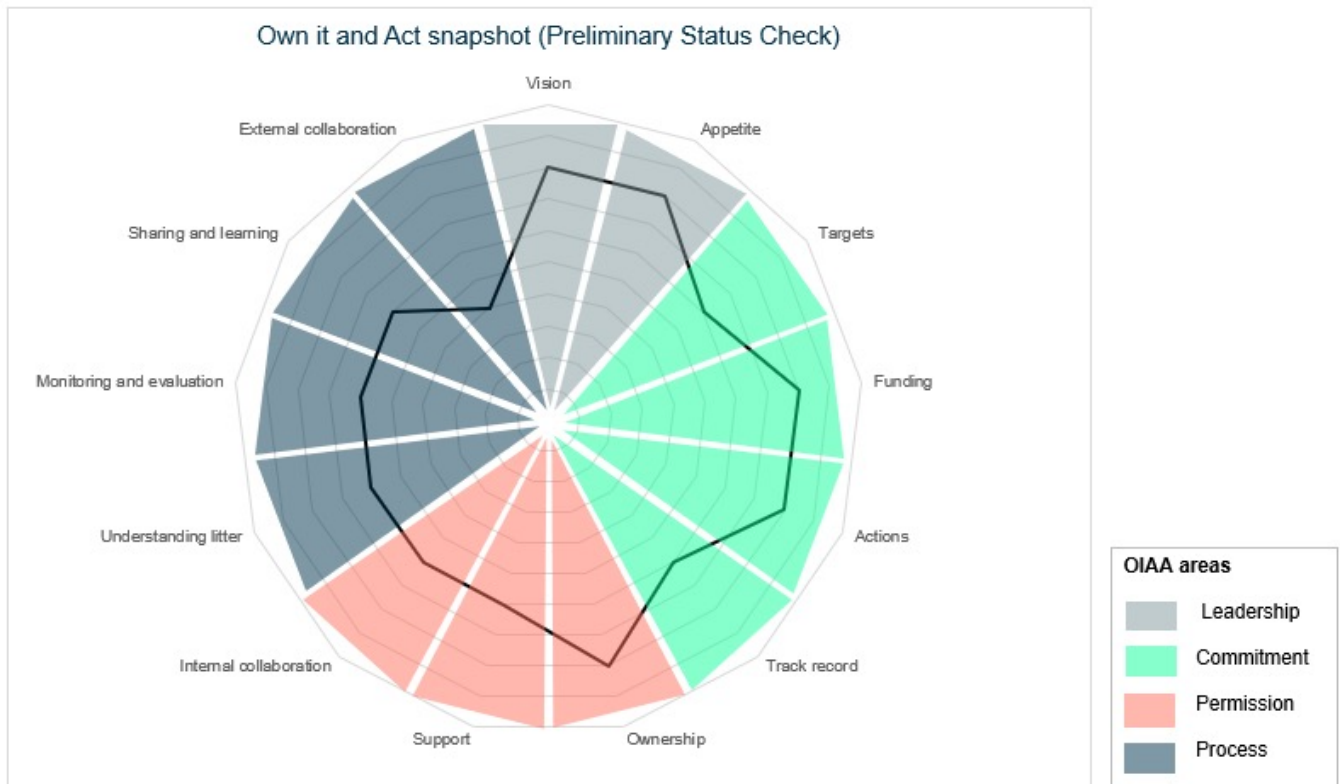 Own it and Act snapshot (Preliminary Status Check)
Vision
Appetite
Targets
Funding
Actions
Track record
Ownership
Support
Internal collaboration
Understanding litter
Monitoring and evaluation
Sharing and learning
External collaboration
OIAA areas
Leadership
Commitment
Permission
Process